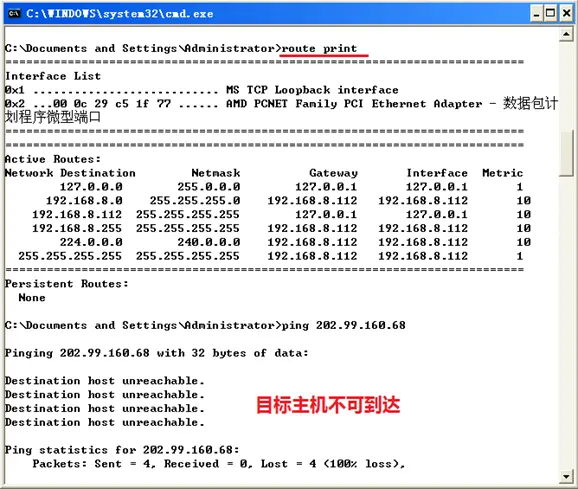 C:\WINDOWS\system32\cmd.exe
C:\Documents and Settings\Administrator>route print
===========================================================================
Interface List
0x1 ........................... MS TCP Loopback interface
0x2 ...00 0c 29 c5 1f 77 ...... AMD PCNET Family PCI Ethernet Adapter - 数据包计
划程序微型端口
===========================================================================
===========================================================================
Active Routes:
Network Destination        Netmask          Gateway       Interface  Metric
127.0.0.0        255.0.0.0        127.0.0.1       127.0.0.1       1
192.168.8.0    255.255.255.0    192.168.8.112   192.168.8.112       10
192.168.8.112  255.255.255.255        127.0.0.1       127.0.0.1       10
192.168.8.255  255.255.255.255    192.168.8.112   192.168.8.112       10
224.0.0.0        240.0.0.0    192.168.8.112   192.168.8.112       10
255.255.255.255  255.255.255.255    192.168.8.112   192.168.8.112       1
===========================================================================
Persistent Routes:
None
C:\Documents and Settings\Administrator>ping 202.99.160.68
Pinging 202.99.160.68 with 32 bytes of data:
Destination host unreachable.
Destination host unreachable.
Destination host unreachable.
Destination host unreachable.
目标主机不可到达
Ping statistics for 202.99.160.68:
Packets: Sent = 4, Received = 0, Lost = 4 (100% loss),